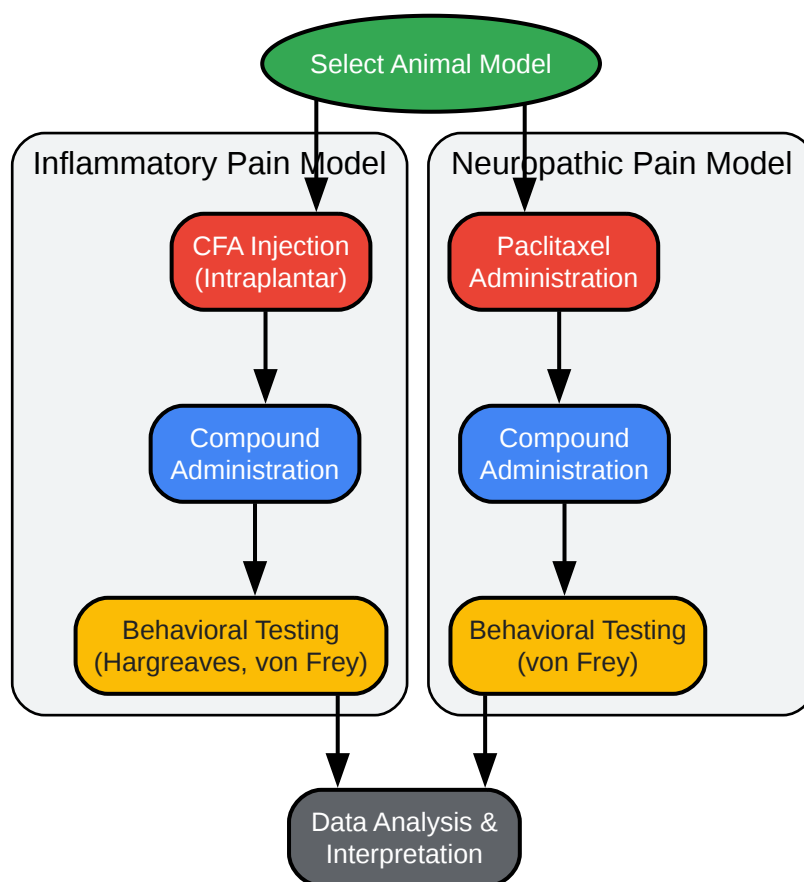 Select Animal Model
Inflammatory Pain Model
CFA Injection
(Intraplantar)
Compound
Administration
Behavioral Testing
(Hargreaves, von Frey)
Neuropathic Pain Model
Paclitaxel
Administration
Compound
Administration
Behavioral Testing
(von Frey)
Data Analysis &
Interpretation